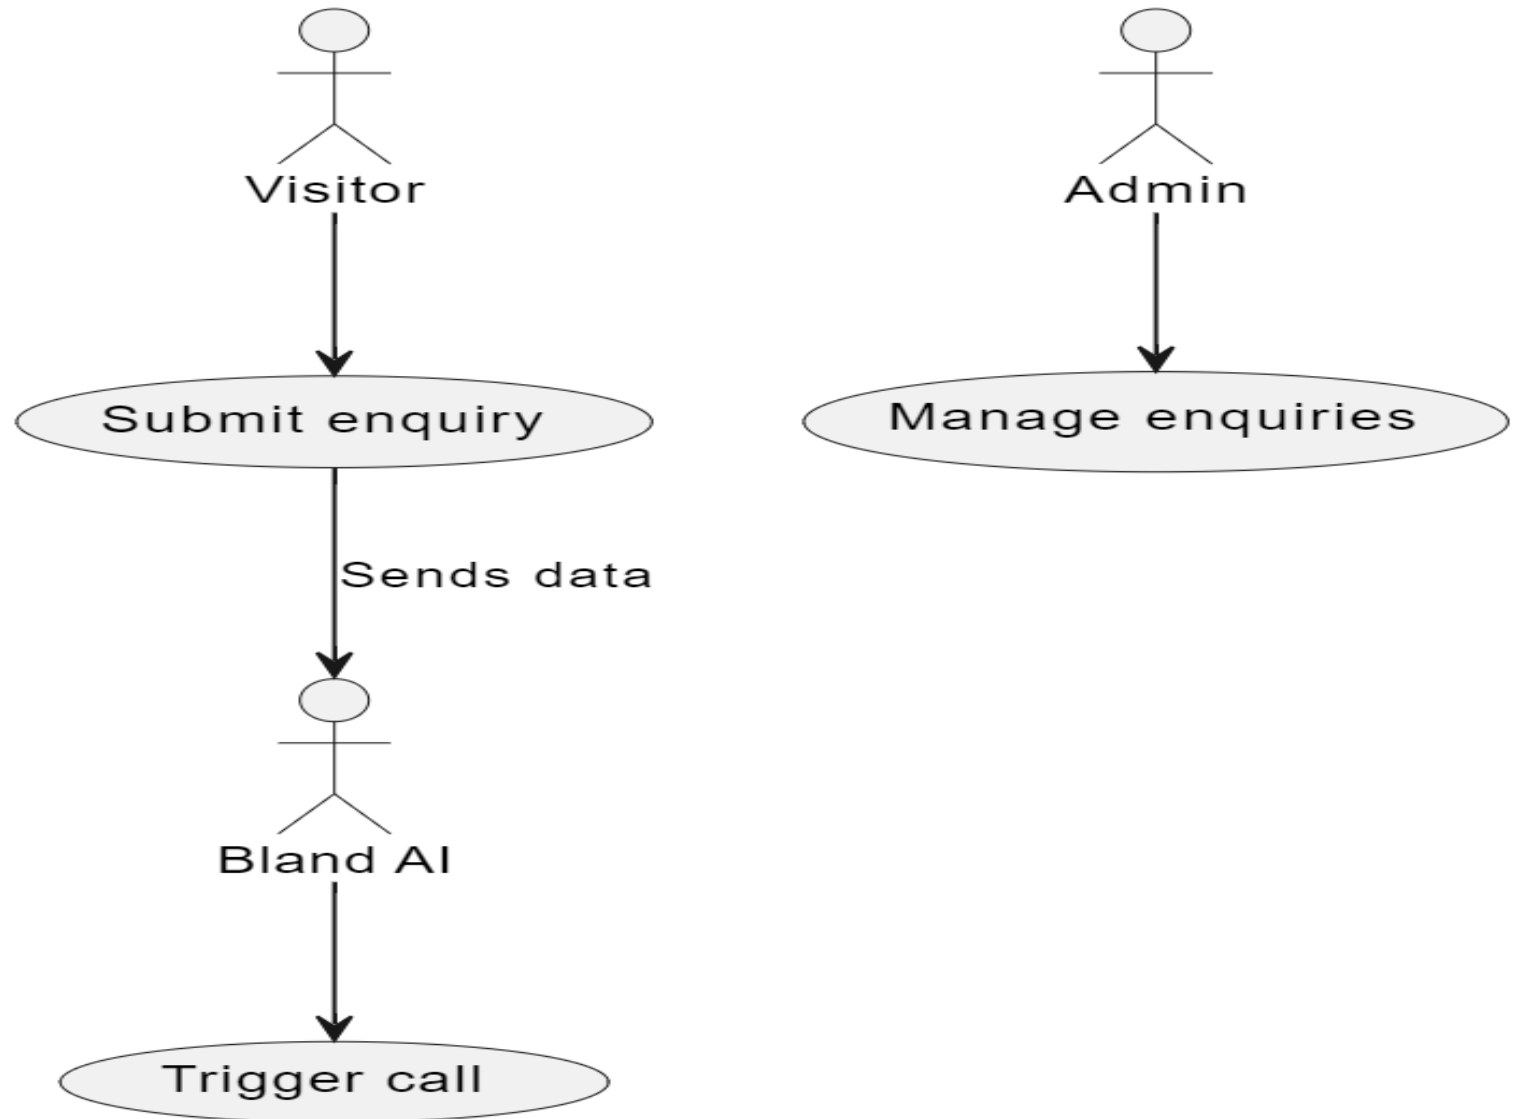 Visitor
Admin
Submit enquiry
Manage enquiries
Sends data
Bland AI
Trigger call